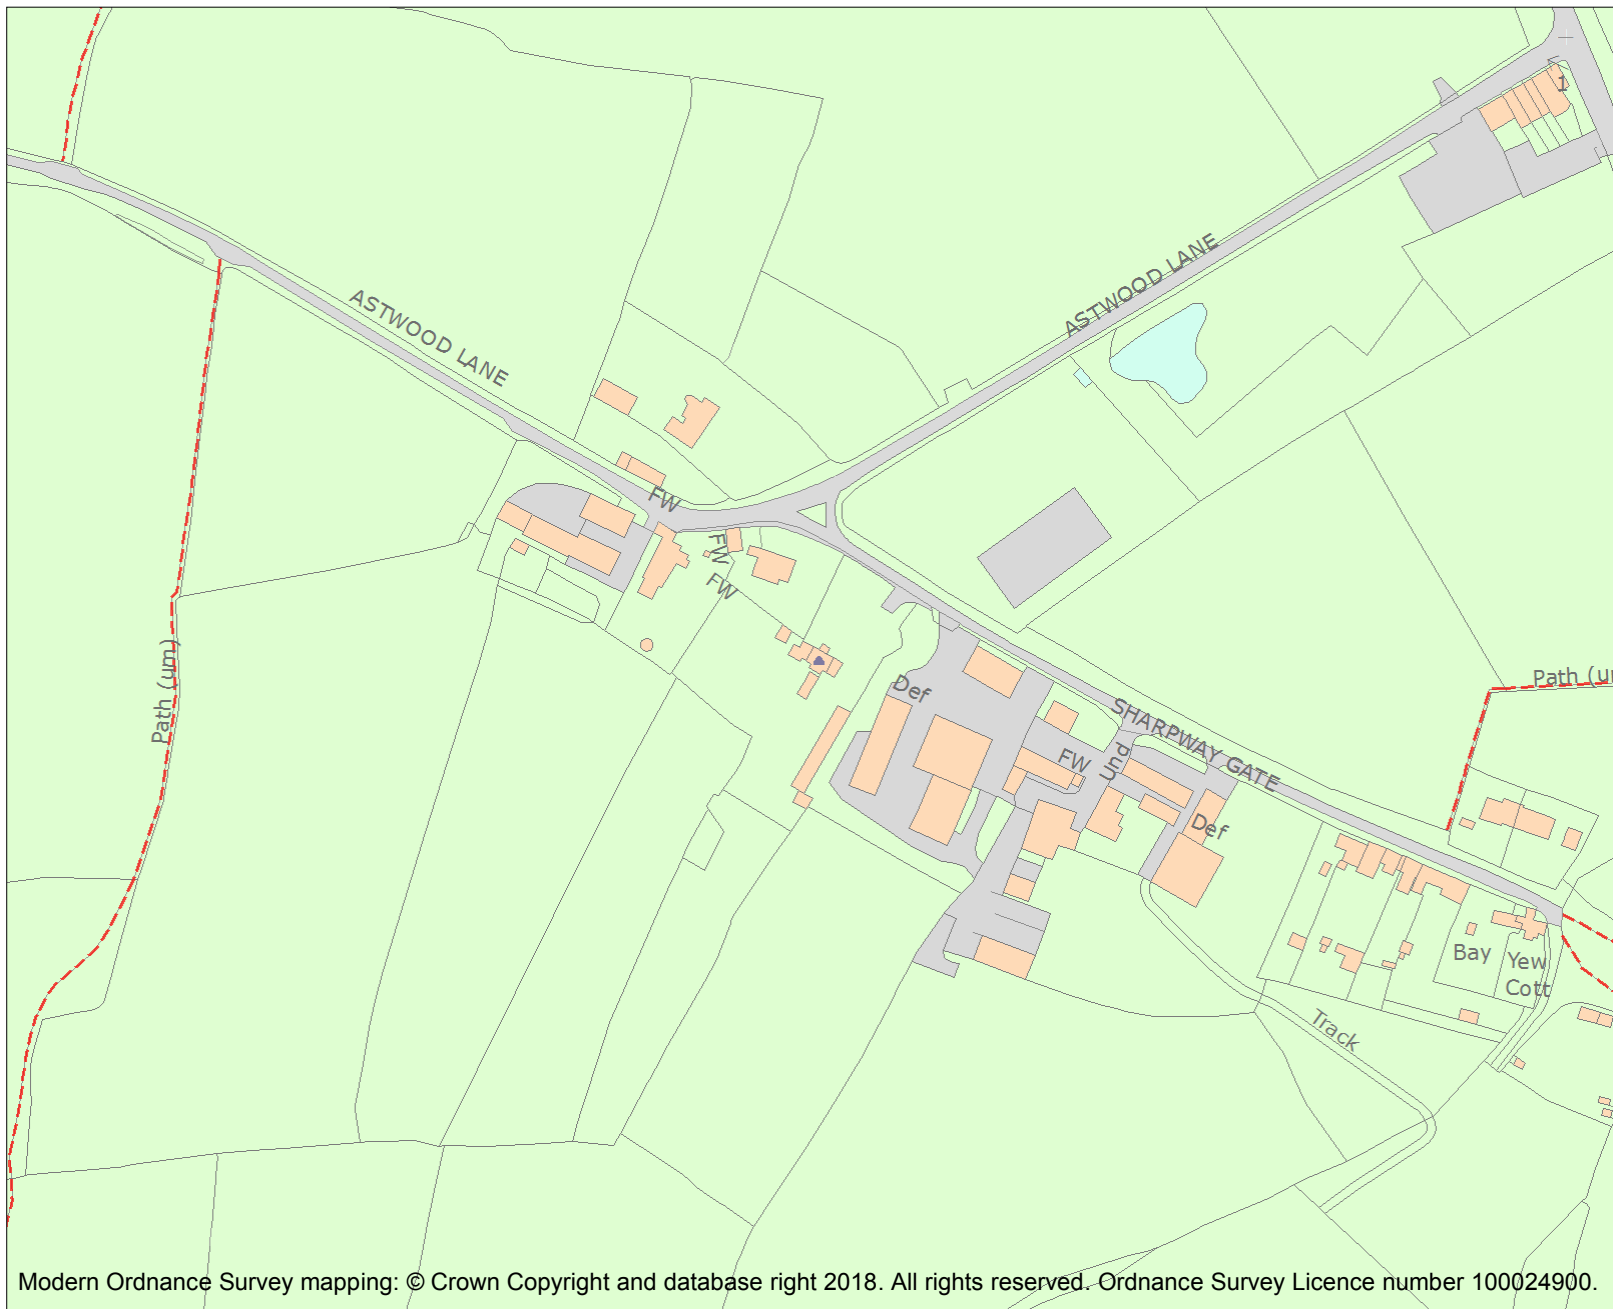 1
ASTWOOD LANE
ASTWOOD LANE
FW
FW
FW
Path (um)
Def
Path (u
SHARPWAY GATE
FW
Und
Def
Bay
Yew
Cott
Track
Modern Ordnance Survey mapping: © Crown Copyright and database right 2018. All rights reserved. Ordnance Survey Licence number 100024900.